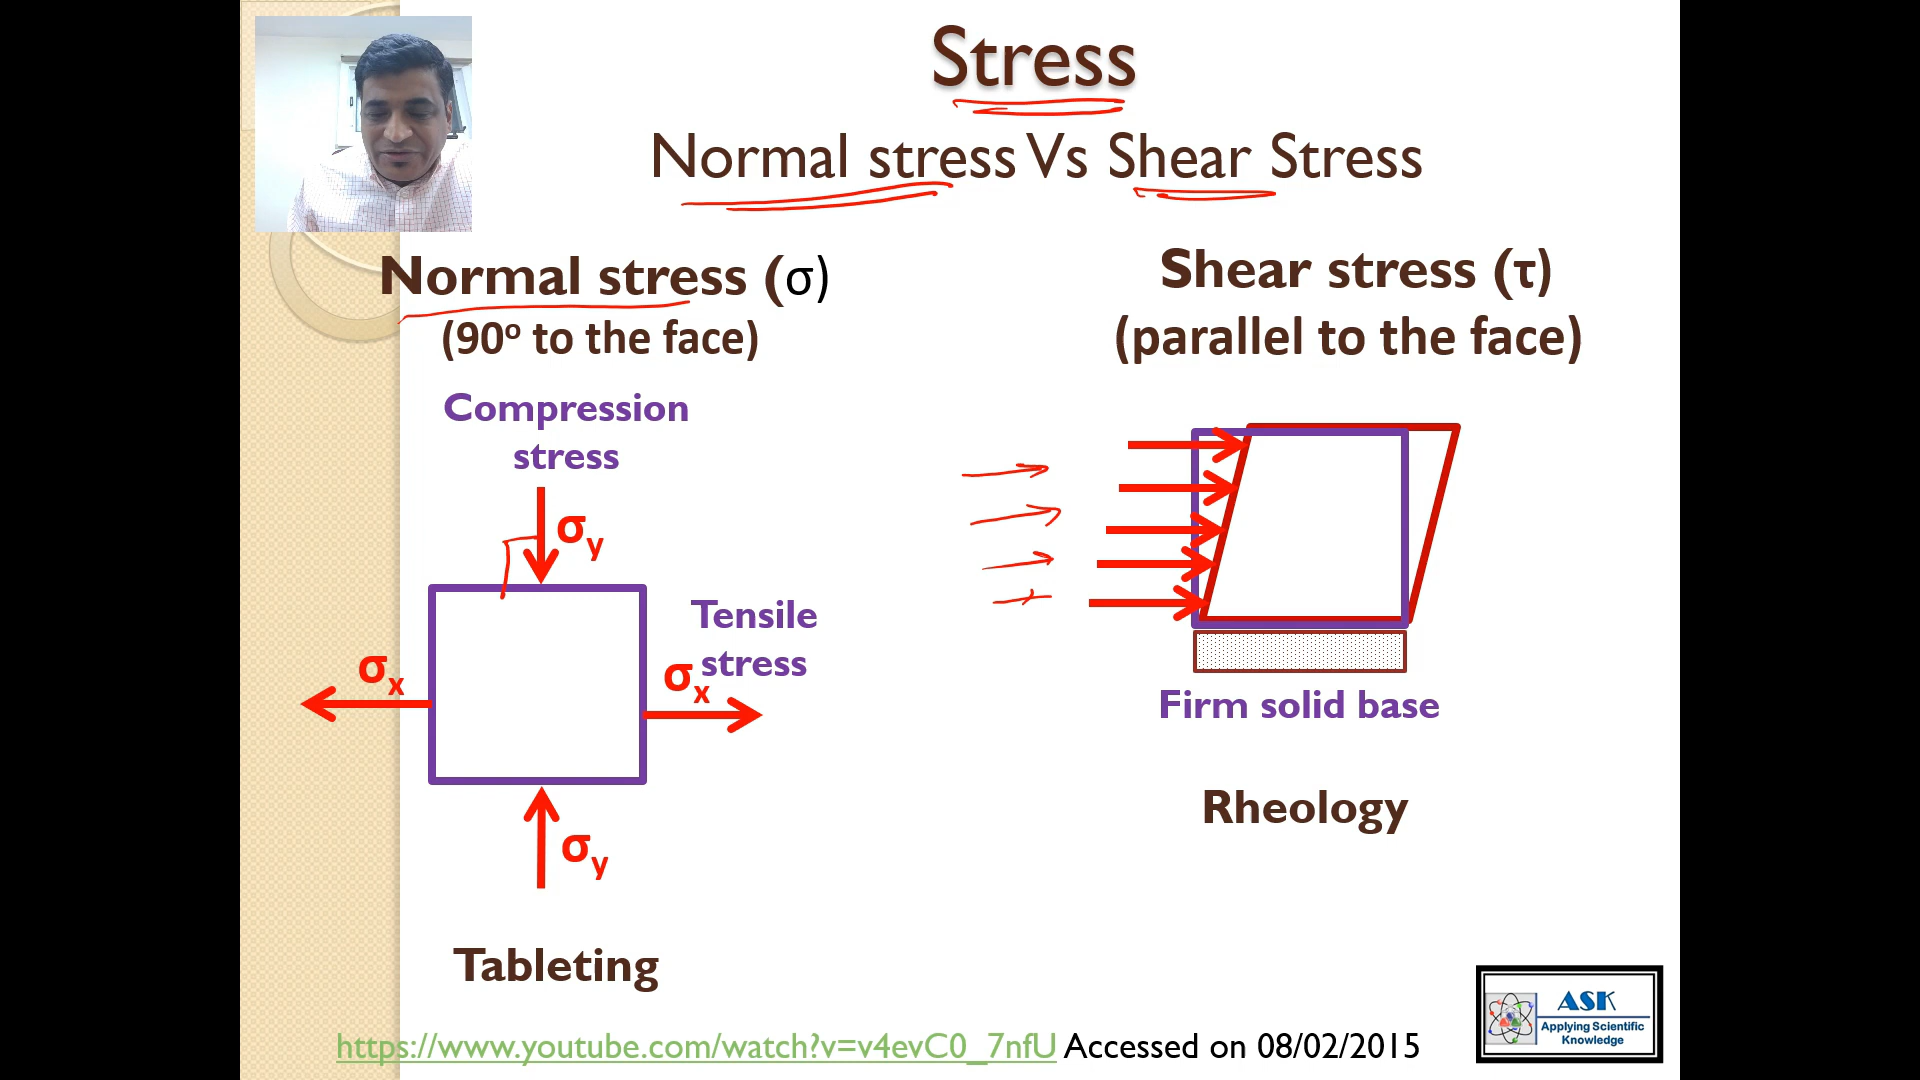 Stress
Normal stress Vs Shear Stress
Normal stress (σ)
(90º to the face)
Compression
stress
σy
Tensile
stress
σx
σx
σy
Tableting
Shear stress (τ)
(parallel to the face)
Firm solid base
Rheology
https://www.youtube.com/watch?v=v4evC0_7nfU Accessed on 08/02/2015
ASK
Applying Scientific
Knowledge